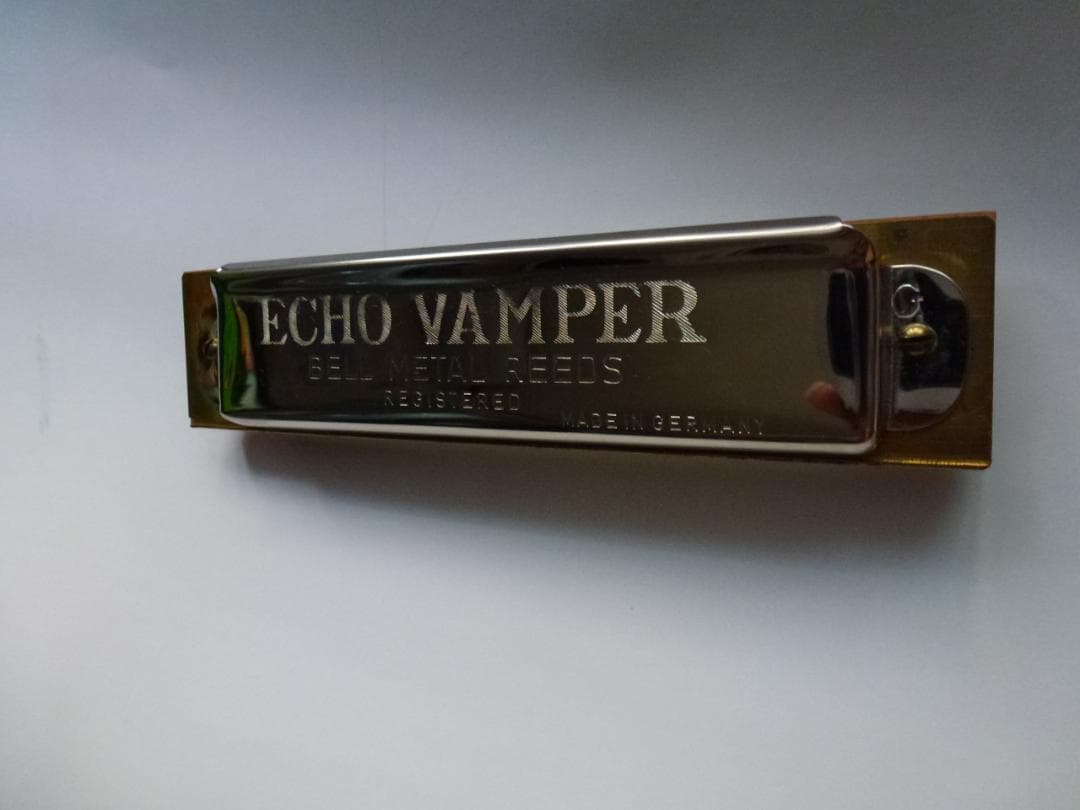 ECHO VAMPER
BELL METAL REEDS
REGISTERED
MADE IN GERMANY
G